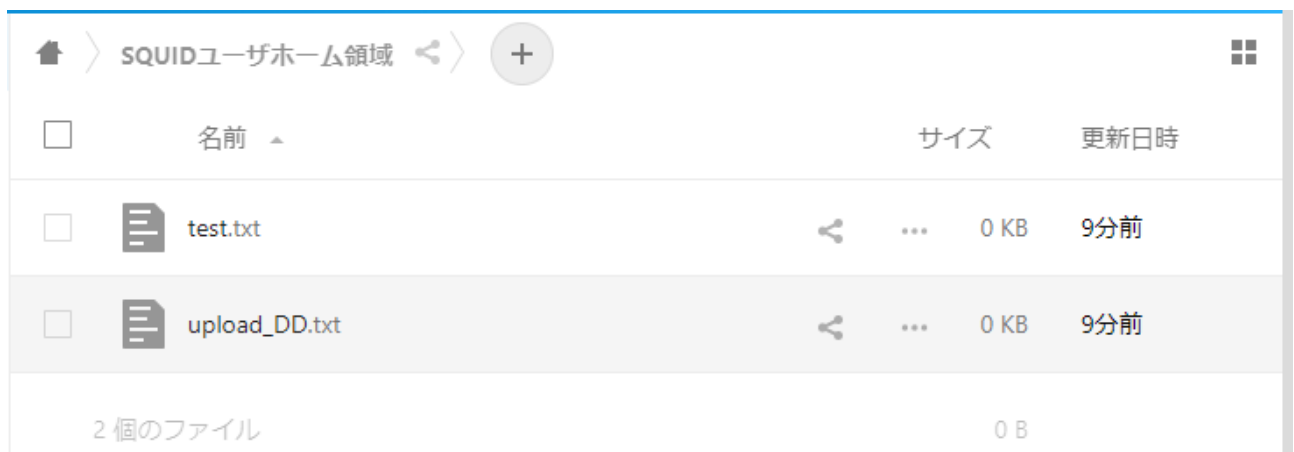 SQUIDユーザホーム領域
名前 サイズ 更新日時
test.txt 0 KB 9分前
upload_DD.txt 0 KB 9分前
2 個のファイル 0 B